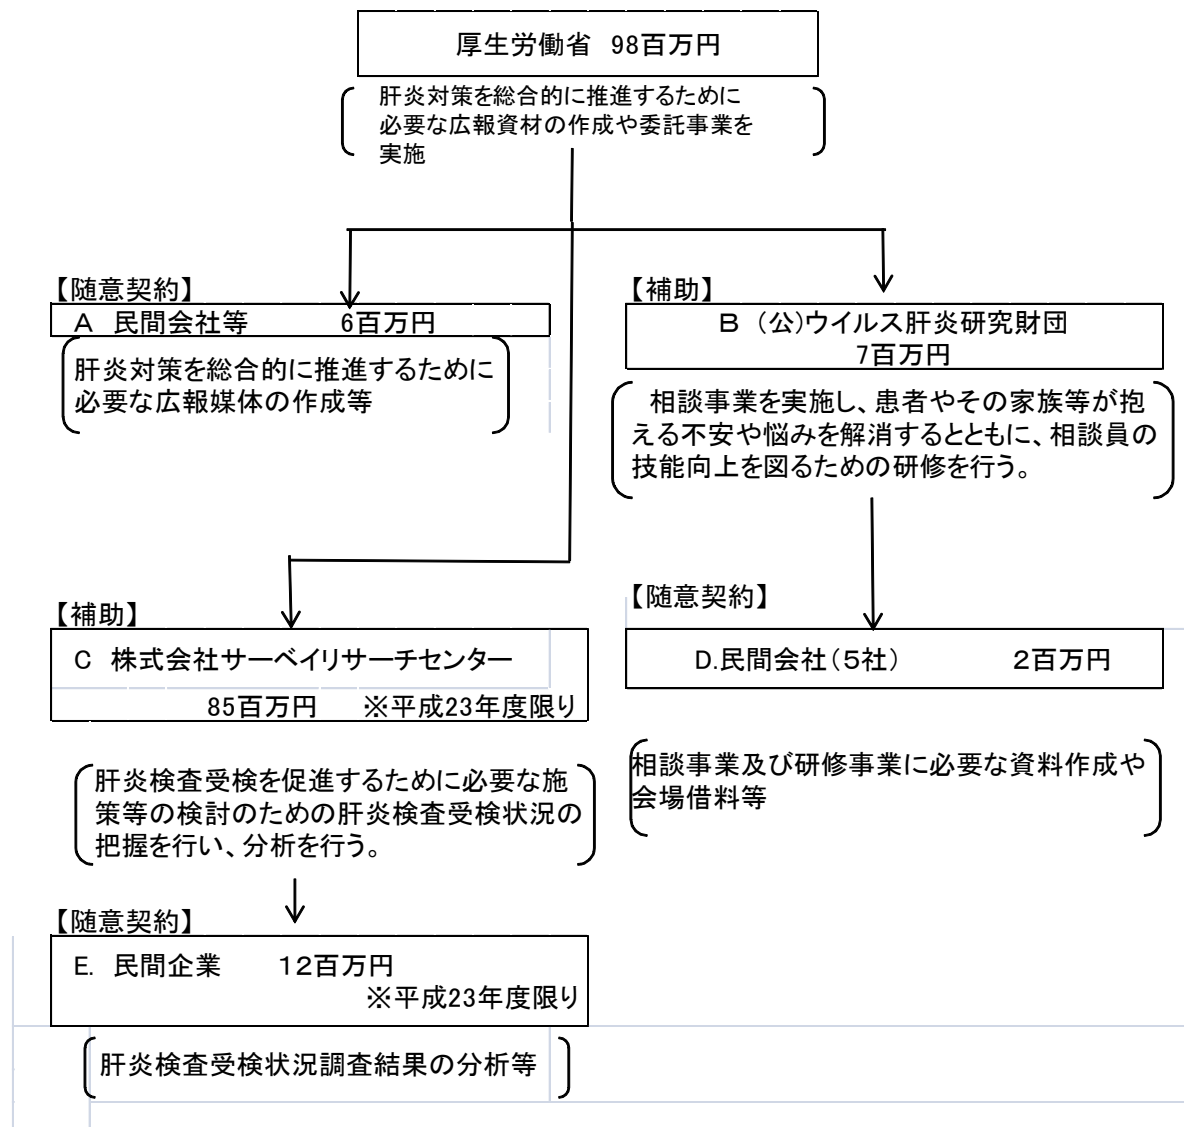 厚生労働省 98百万円
肝炎対策を総合的に推進するために
必要な広報資材の作成や委託事業を
実施
【随意契約】
A 民間会社等 6百万円
肝炎対策を総合的に推進するために
必要な広報媒体の作成等
【補助】
B (公)ウイルス肝炎研究財団
7百万円
相談事業を実施し、患者やその家族等が抱
える不安や悩みを解消するとともに、相談員の
技能向上を図るための研修を行う。
【補助】
C 株式会社サーベイリサーチセンター
85百万円 ※平成23年度限り
肝炎検査受検を促進するために必要な施
策等の検討のための肝炎検査受検状況の
把握を行い、分析を行う。
【随意契約】
D.民間会社(5社) 2百万円
相談事業及び研修事業に必要な資料作成や
会場借料等
【随意契約】
E. 民間企業 12百万円
※平成23年度限り
肝炎検査受検状況調査結果の分析等